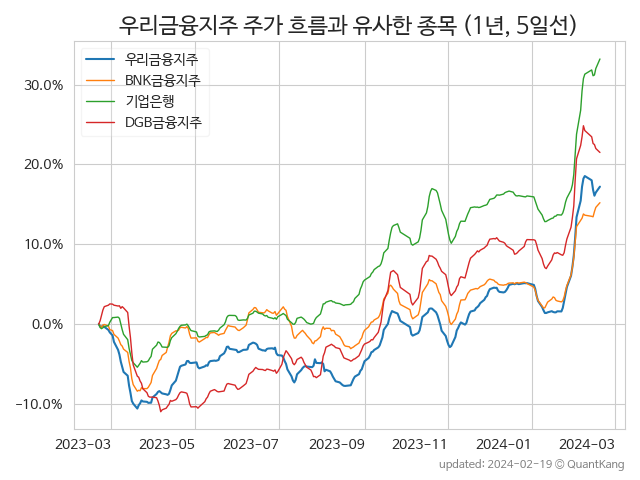 우리금융지주 주가 흐름과 유사한 종목 (1년, 5일선)
우리금융지주
BNK금융지주
기업은행
DGB금융지주
30.0%
20.0%
10.0%
0.0%
−10.0%
2023-03 2023-05 2023-07 2023-09 2023-11 2024-01 2024-03
updated: 2024-02-19 © QuantKang